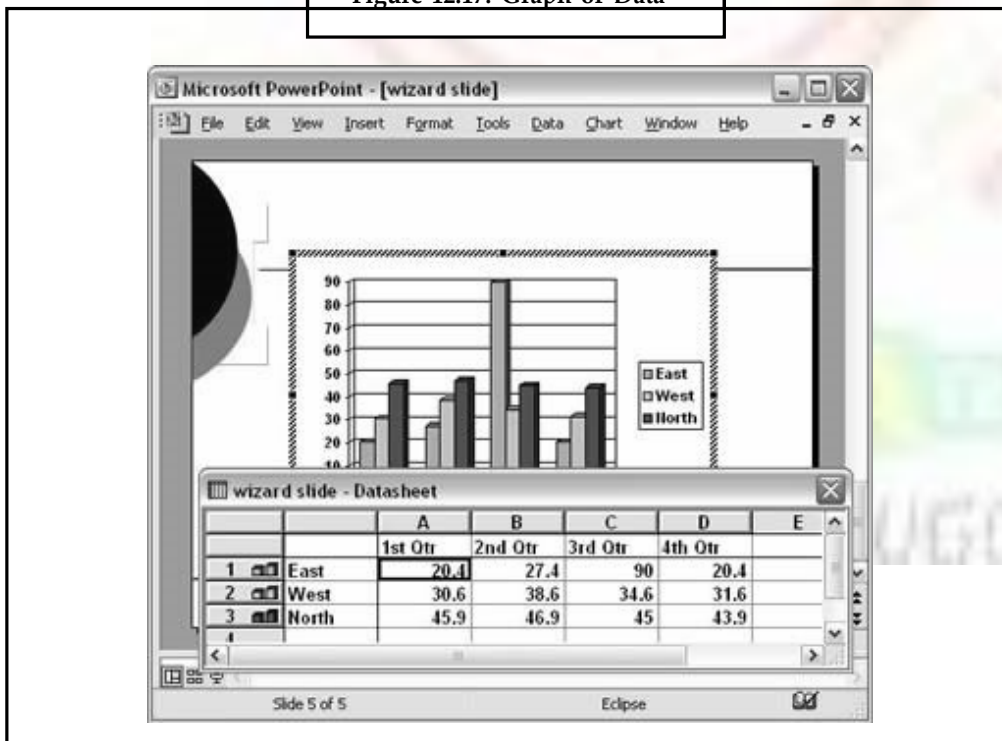 Figure 12.17: Graph of Data
Microsoft PowerPoint - [wizard slide]
File Edit View Insert Format Tools Data Chart Window Help
90
80
70
60
50
40
30
20
10
East
West
North
wizard slide - Datasheet
A B C D E
1st Qtr 2nd Qtr 3rd Qtr 4th Qtr
1 East 20.4 27.4 90 20.4
2 West 30.6 38.6 34.6 31.6
3 North 45.9 46.9 45 43.9
4
Slide 5 of 5 Eclipse